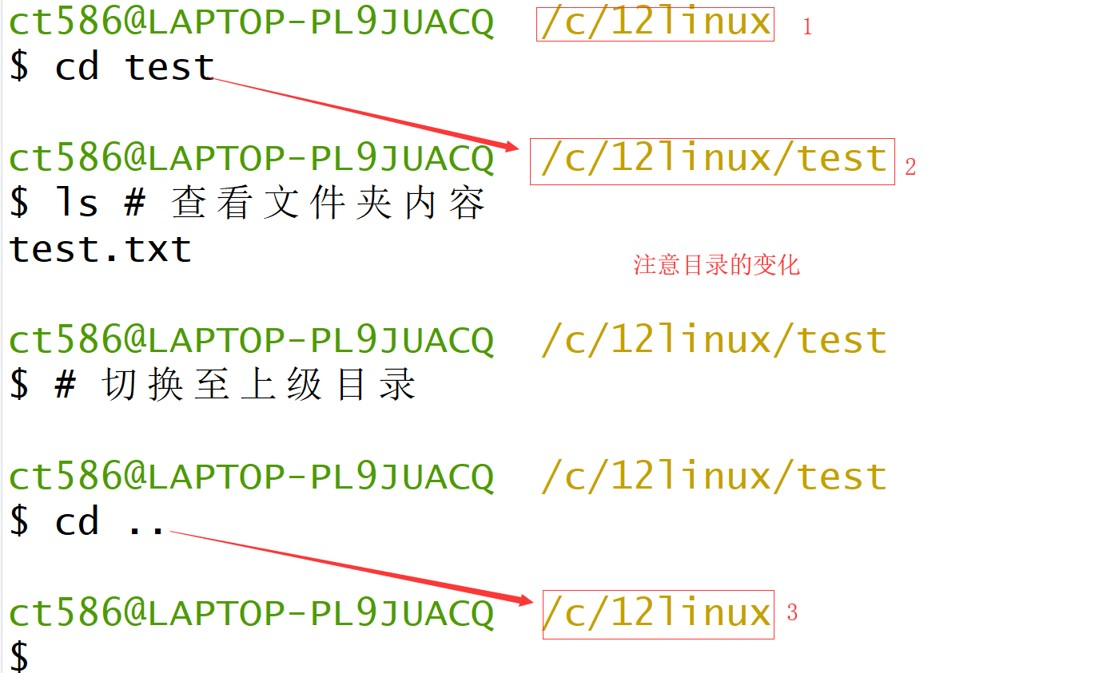 ct586@LAPTOP-PL9JUACQ /c/12linux 1
$ cd test
ct586@LAPTOP-PL9JUACQ /c/12linux/test 2
$ ls # 查看文件夹内容
test.txt
注意目录的变化
ct586@LAPTOP-PL9JUACQ /c/12linux/test
$ # 切换至上级目录
ct586@LAPTOP-PL9JUACQ /c/12linux/test
$ cd ..
ct586@LAPTOP-PL9JUACQ /c/12linux 3
$